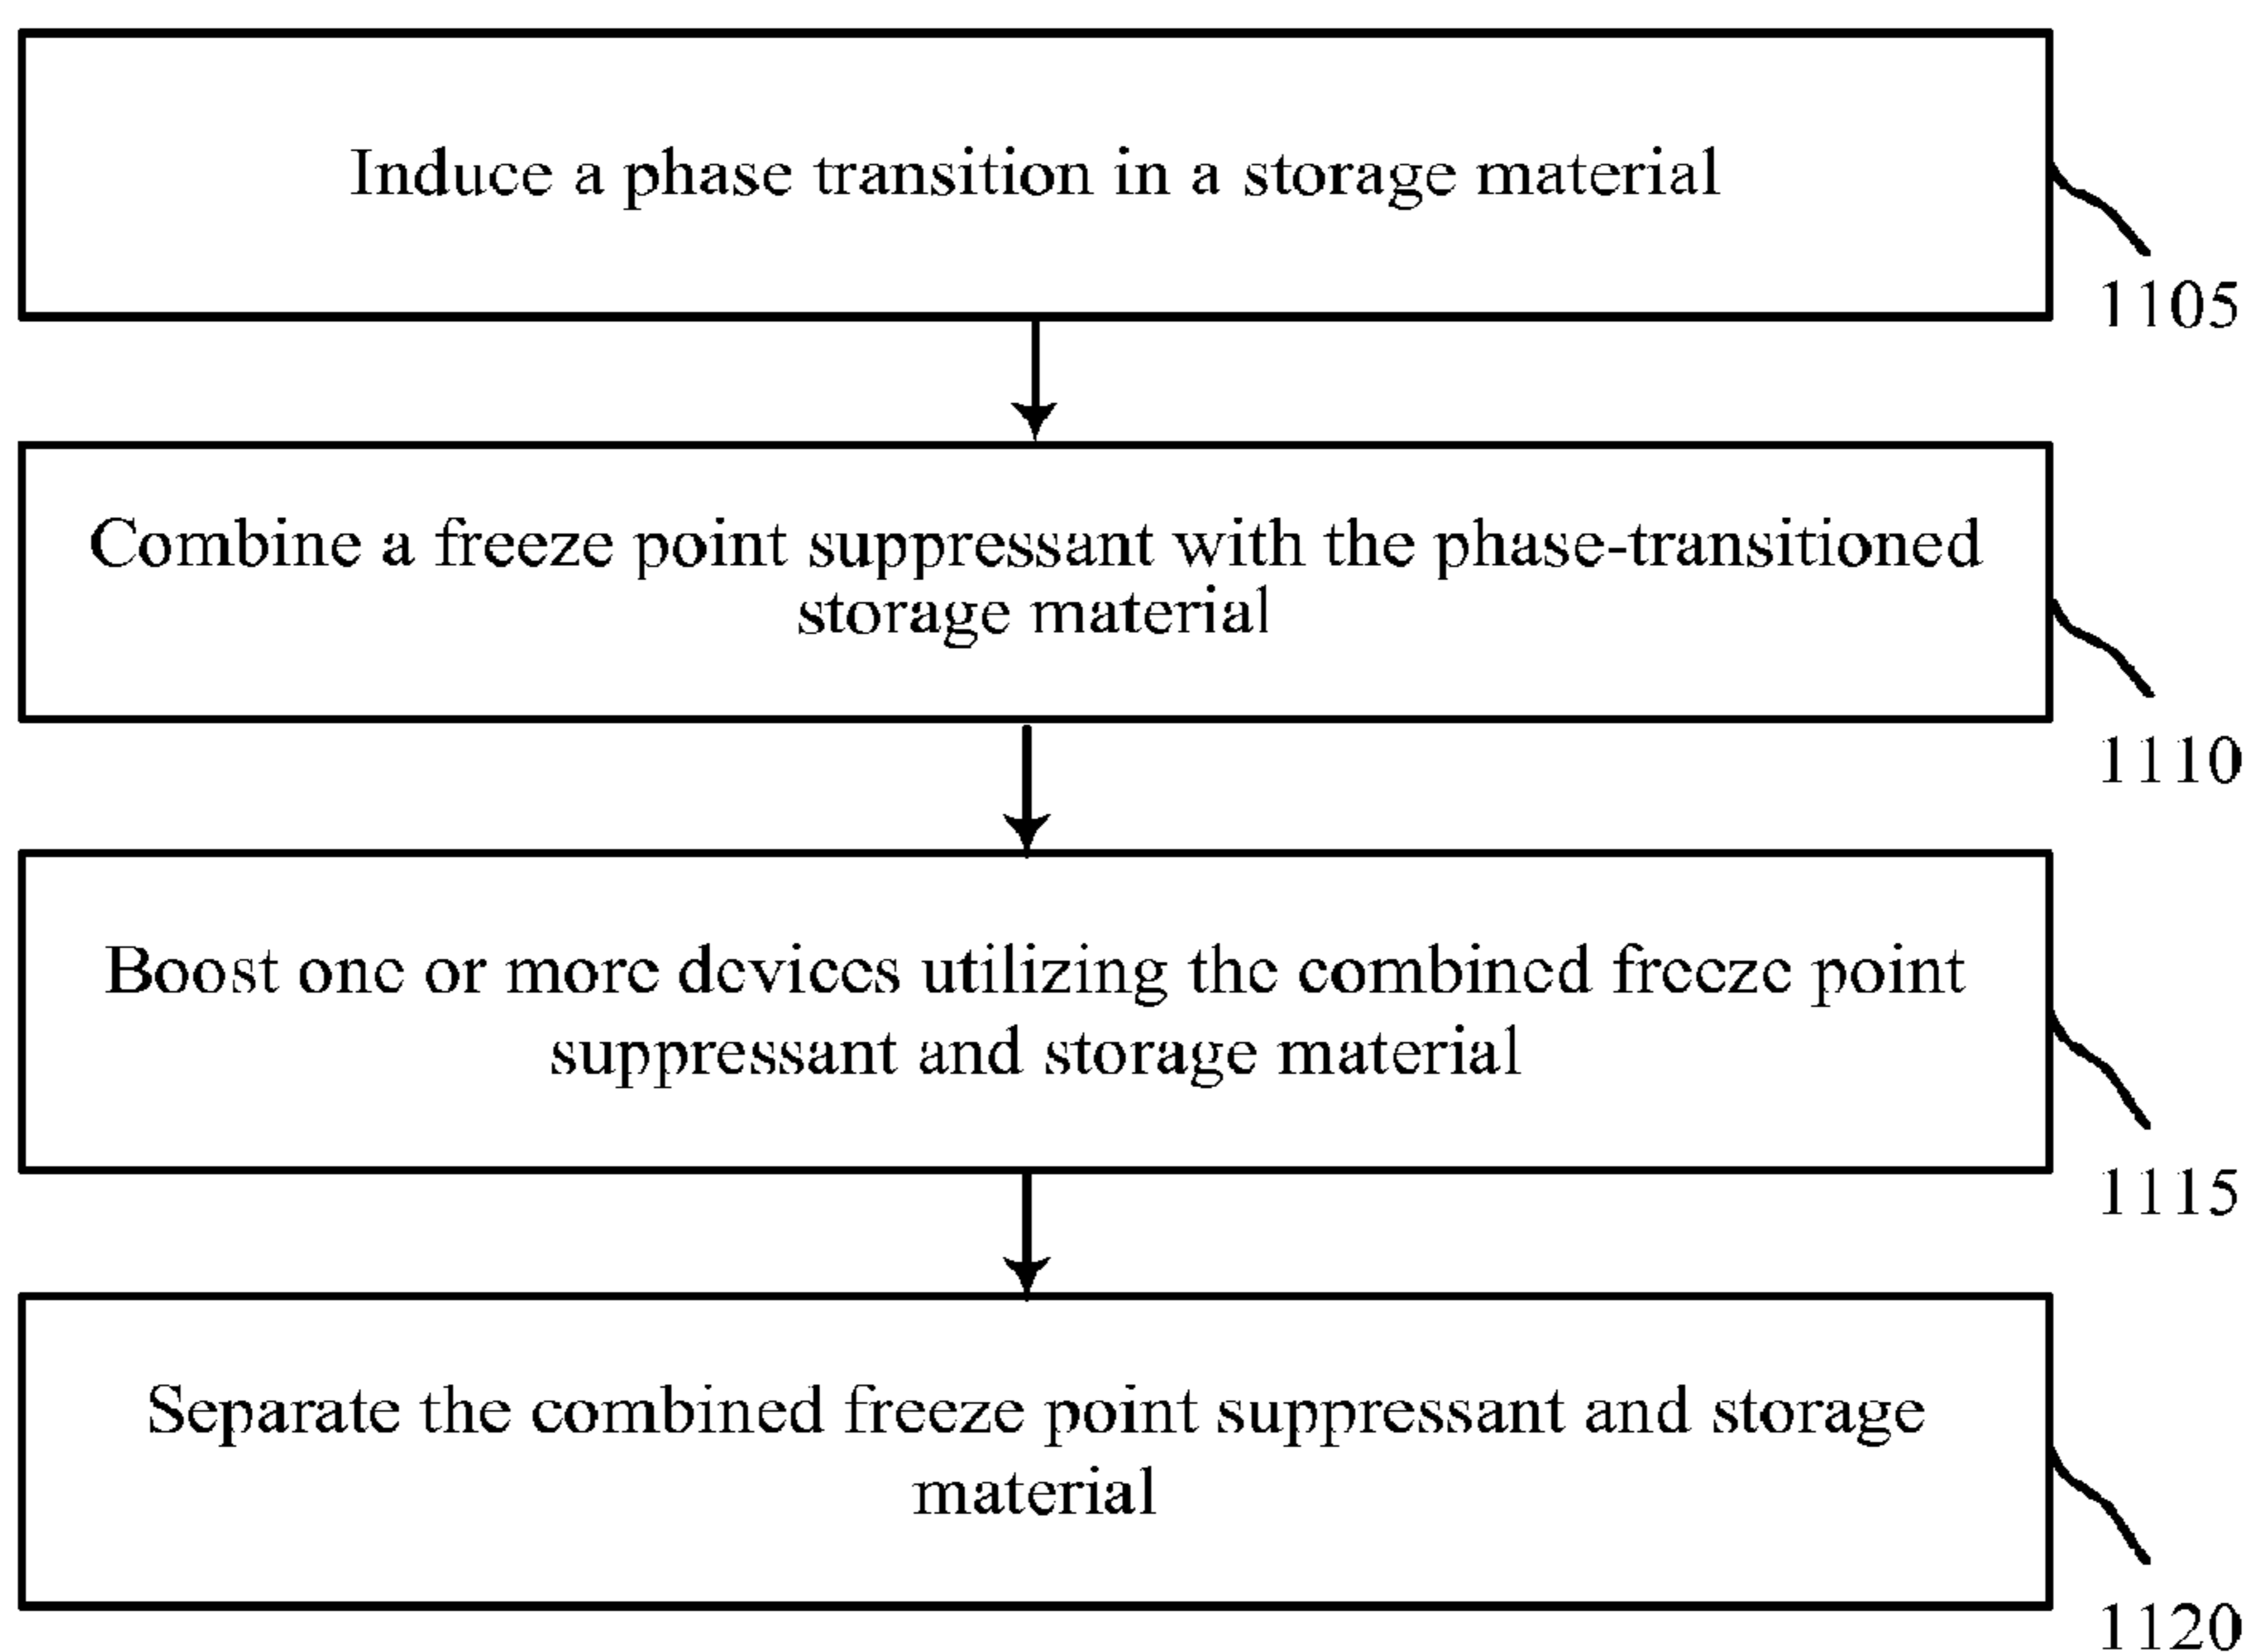 Induce a phase transition in a storage material
1105
Combine a freeze point suppressant with the phase-transitioned
storage material
1110
Boost one or more devices utilizing the combined freeze point
suppressant and storage material
1115
Separate the combined freeze point suppressant and storage
material
1120